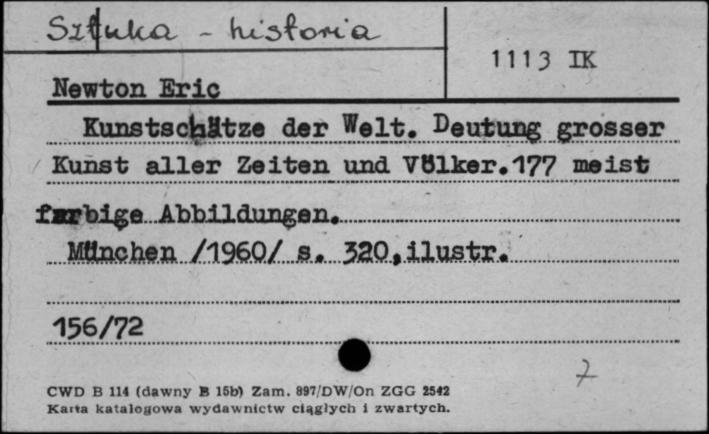 Sztuka - historia
1113 IK
Newton Eric
Kunstschätze der Welt. Deutung grosser
Kunst aller Zeiten und Völker.177 meist
farbige Abbildungen.
München /1960/ s. 320,ilustr.
156/72
7
CWD B 114 (dawny B 15b) Zam. 897/DW/On ZGG 2542
Karta katalogowa wydawnictw ciągłych i zwartych.